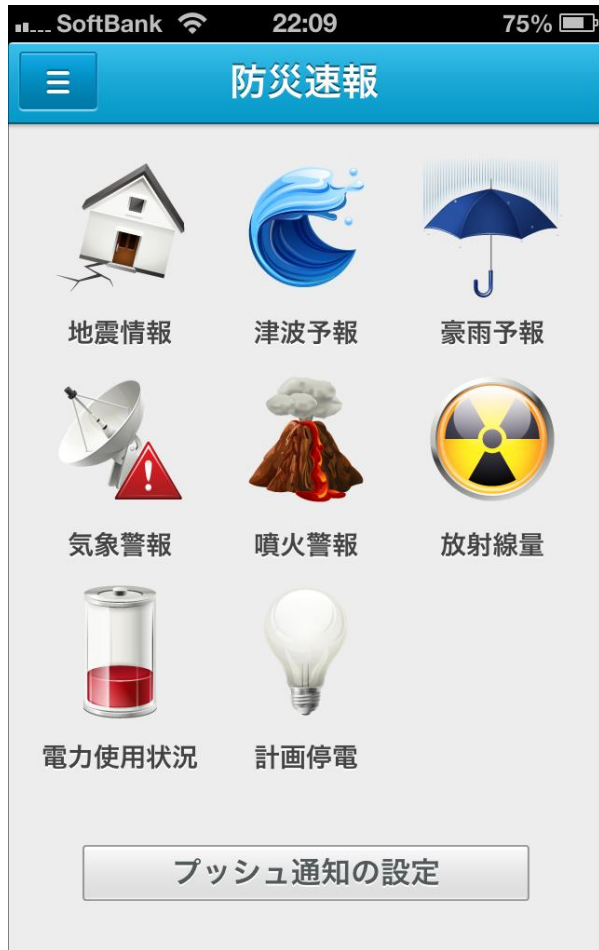 SoftBank 22:09 75%
防災速報
地震情報 津波予報 豪雨予報
気象警報 噴火警報 放射線量
電力使用状況 計画停電
プッシュ通知の設定